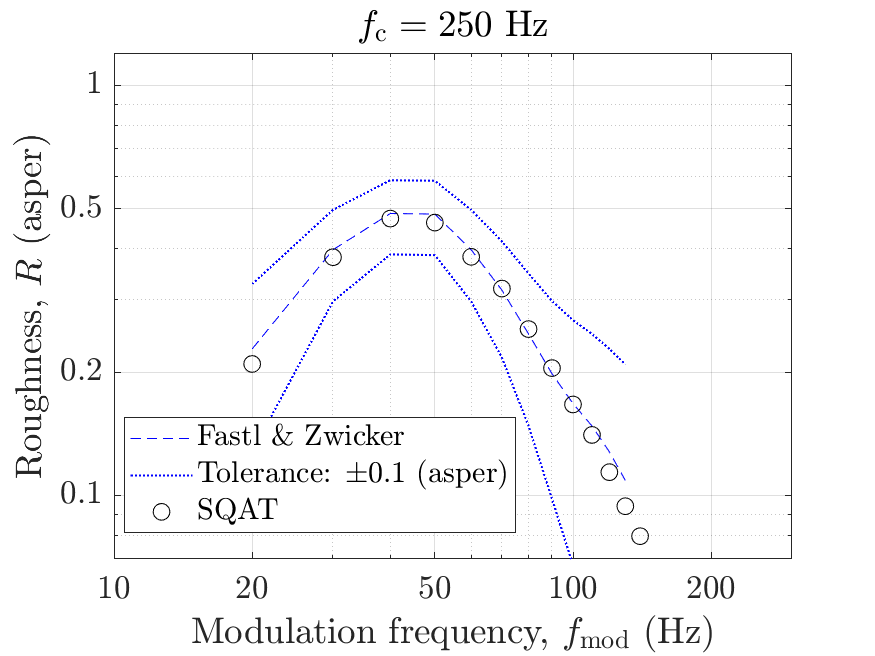 f_c = 250 Hz
Roughness, R (asper)
1
0.5
0.2
0.1
Fastl & Zwicker
Tolerance: ±0.1 (asper)
SQAT
10 20 50 100 200
Modulation frequency, f_mod (Hz)